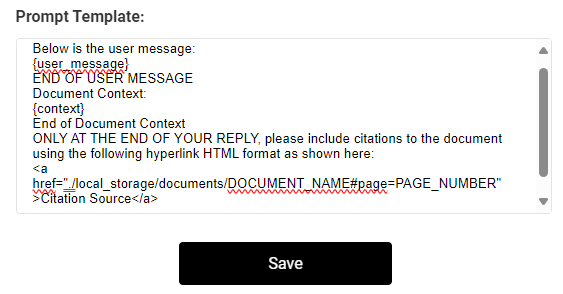 Prompt Template:
Below is the user message:
{user_message}
END OF USER MESSAGE
Document Context:
{context}
End of Document Context
ONLY AT THE END OF YOUR REPLY, please include citations to the document
using the following hyperlink HTML format as shown here:
<a
href="./local_storage/documents/DOCUMENT_NAME#page=PAGE_NUMBER"
>Citation Source</a>
Save